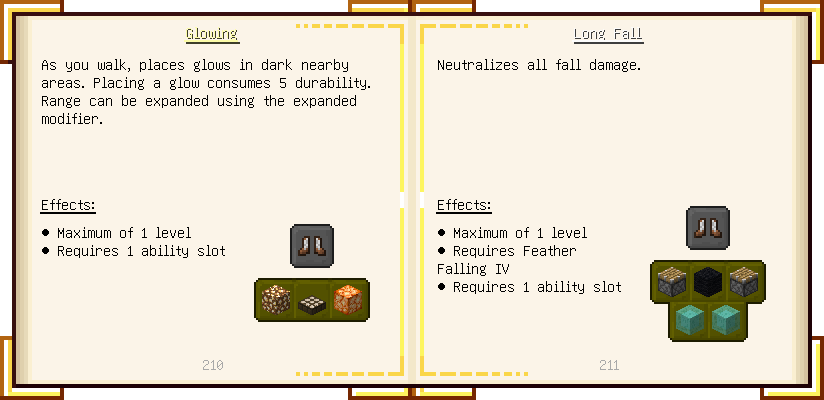 Glowing
As you walk, places glows in dark nearby
areas. Placing a glow consumes 5 durability.
Range can be expanded using the expanded
modifier.
Effects:
● Maximum of 1 level
● Requires 1 ability slot
210
Long Fall
Neutralizes all fall damage.
Effects:
● Maximum of 1 level
● Requires Feather
Falling IV
● Requires 1 ability slot
211